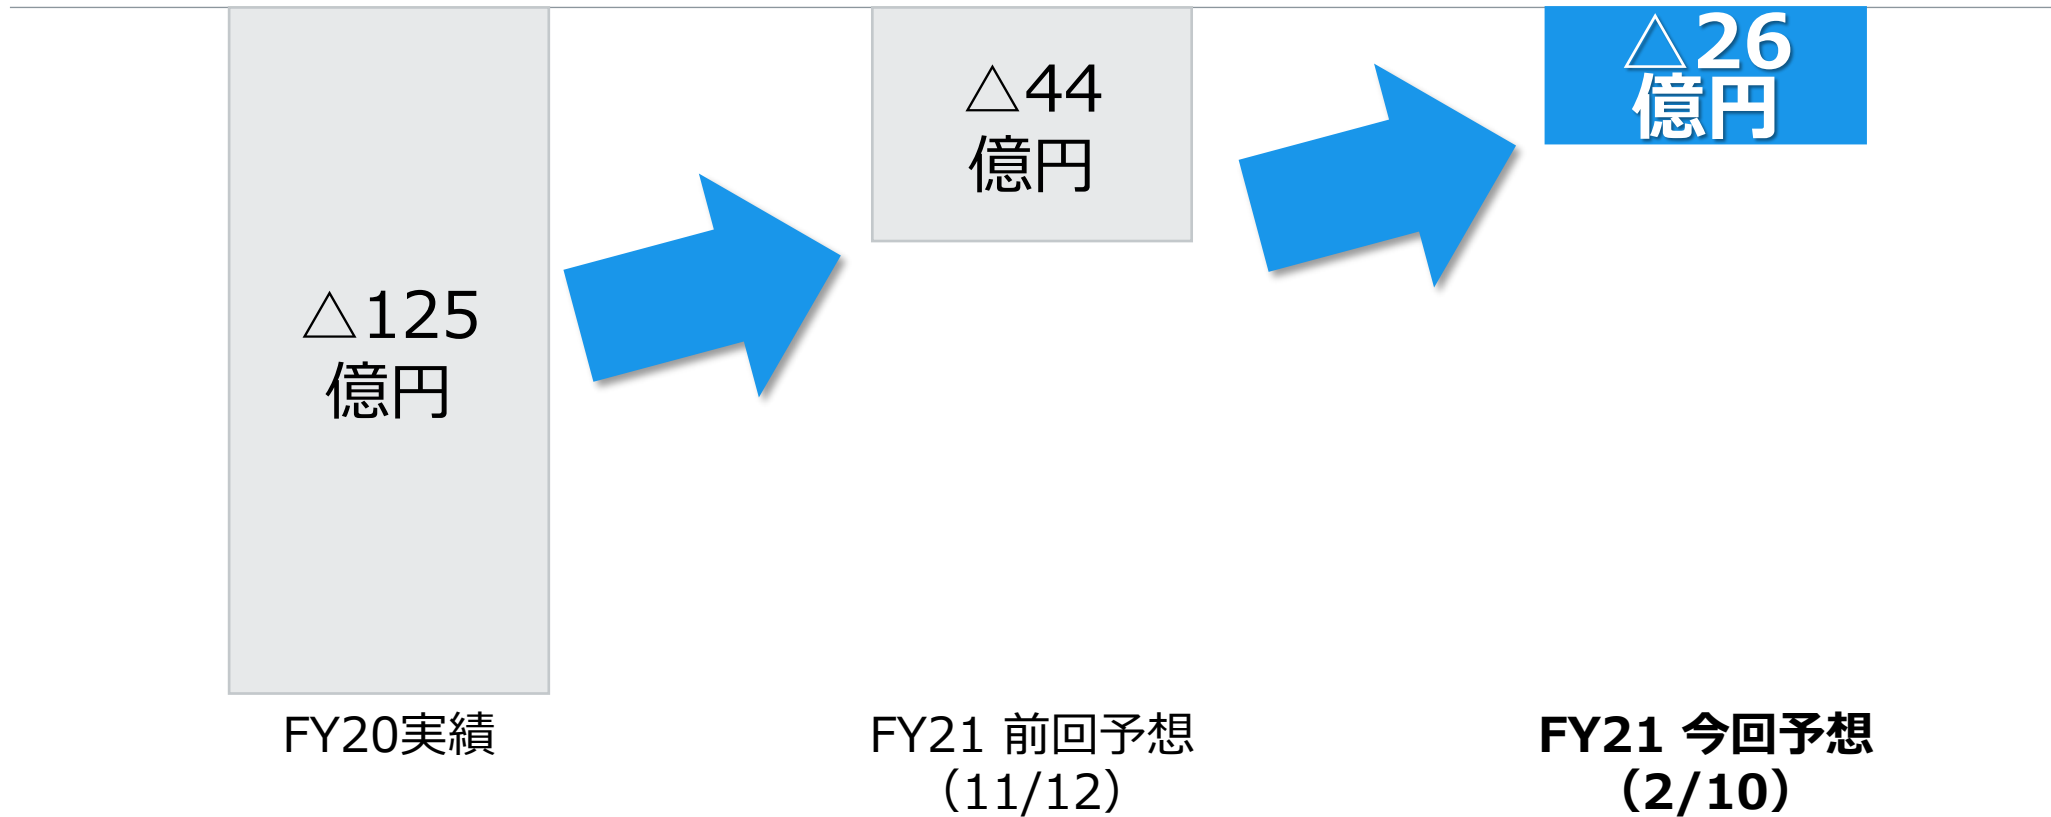 △125
億円
△44
億円
△26
億円
FY20実績
FY21 前回予想
（11/12）
FY21 今回予想
（2/10）